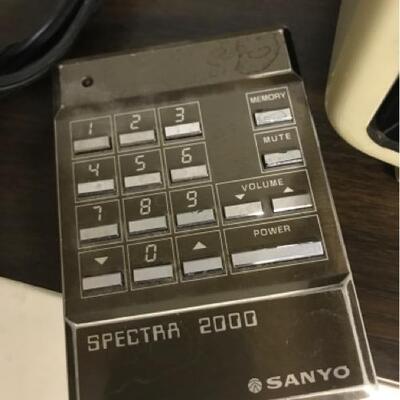 MEMORY
1 2 3
MUTE
4 5 6
VOLUME
7 8 9
POWER
0
SPECTRA 2000
SANYO